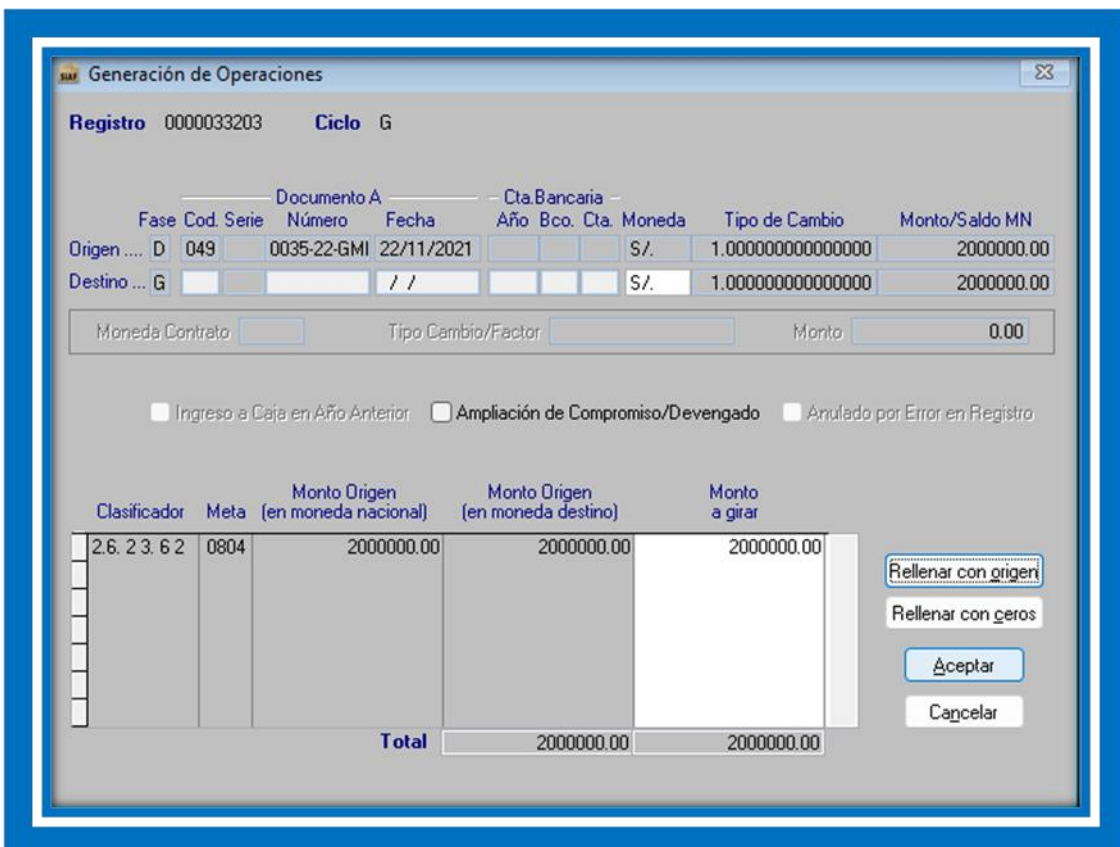 SIAF Generación de Operaciones
Registro 0000033203 Ciclo G
Documento A Cta.Bancaria
Fase Cod. Serie Número Fecha Año Bco. Cta. Moneda Tipo de Cambio Monto/Saldo MN
Origen .... D 049 0035-22-GMI 22/11/2021 S/. 1.000000000000000 2000000.00
Destino ... G / / S/. 1.000000000000000 2000000.00
Moneda Contrato Tipo Cambio/Factor Monto 0.00
Ingreso a Caja en Año Anterior Ampliación de Compromiso/Devengado Anulado por Error en Registro
Monto Origen Monto Origen Monto
Clasificador Meta (en moneda nacional) (en moneda destino) a girar
2.6. 2 3. 6 2 0804 2000000.00 2000000.00 2000000.00
Rellenar con origen
Rellenar con ceros
Aceptar
Cancelar
Total 2000000.00 2000000.00